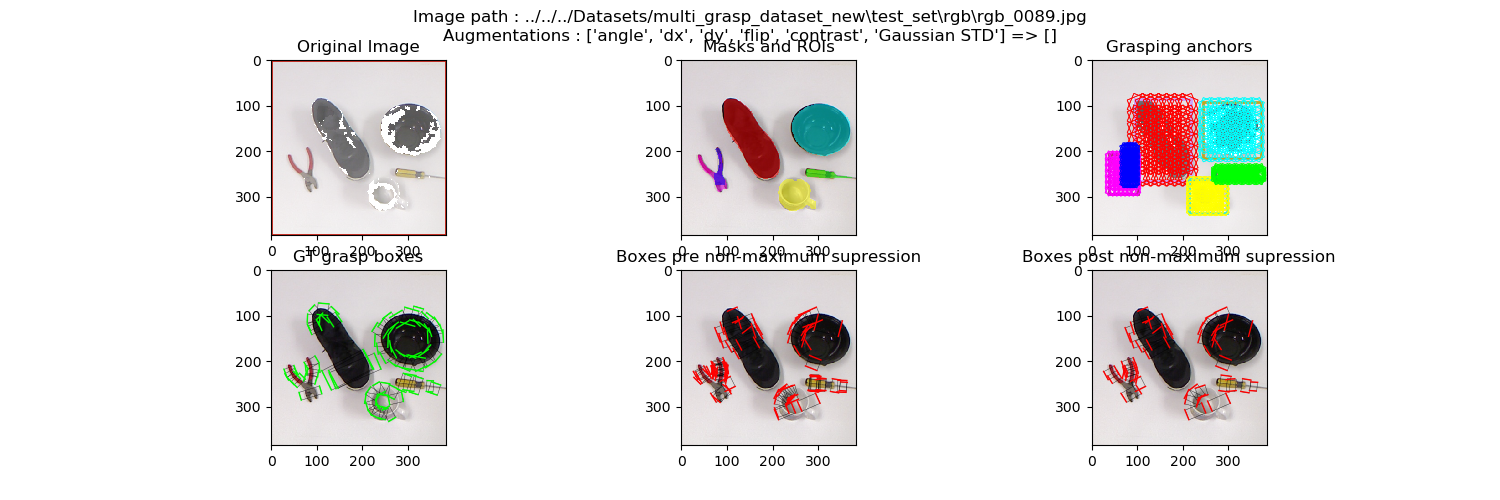 Image path : ../../../Datasets/multi_grasp_dataset_new\test_set\rgb\rgb_0089.jpg
Augmentations : ['angle', 'dx', 'dy', 'flip', 'contrast', 'Gaussian STD'] => []
Original Image
0
100
200
300
0 100 200 300
Masks and ROIs
0
100
200
300
0 100 200 300
Grasping anchors
0
100
200
300
0 100 200 300
GT grasp boxes
0
100
200
300
0 100 200 300
Boxes pre non-maximum supression
0
100
200
300
0 100 200 300
Boxes post non-maximum supression
0
100
200
300
0 100 200 300